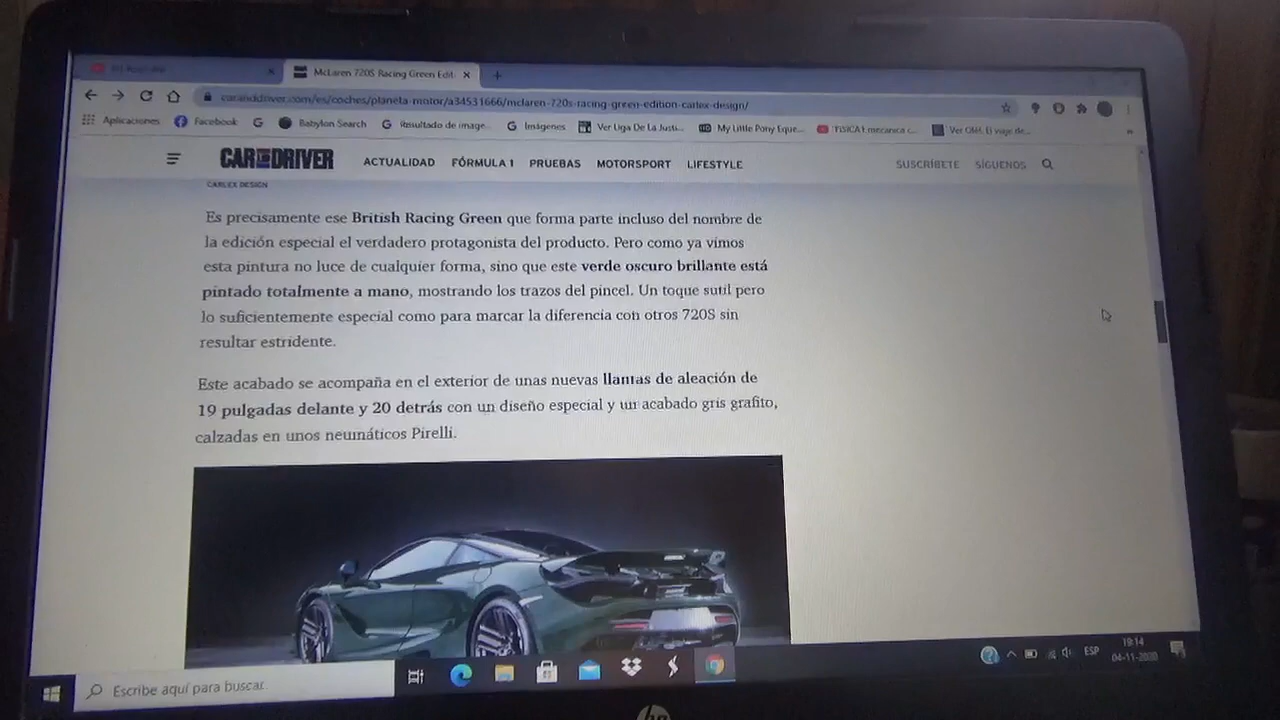 McLaren 720S Racing Green Edit
caranddriver.com/es/coches/planeta-motor/a34531666/mclaren-720s-racing-green-edition-carlex-design/
Aplicaciones Facebook Babylon Search Resultado de image... Imágenes Ver Liga De La Justi... My Little Pony Eque...
CAR AND DRIVER ACTUALIDAD FÓRMULA 1 PRUEBAS MOTORSPORT LIFESTYLE SUSCRÍBETE SÍGUENOS
CARLEX DESIGN
Es precisamente ese British Racing Green que forma parte incluso del nombre de
la edición especial el verdadero protagonista del producto. Pero como ya vimos
esta pintura no luce de cualquier forma, sino que este verde oscuro brillante está
pintado totalmente a mano, mostrando los trazos del pincel. Un toque sutil pero
lo suficientemente especial como para marcar la diferencia con otros 720S sin
resultar estridente.
Este acabado se acompaña en el exterior de unas nuevas llantas de aleación de
19 pulgadas delante y 20 detrás con un diseño especial y un acabado gris grafito,
calzadas en unos neumáticos Pirelli.
19:14
ESP
04-11-2020
Escribe aquí para buscar.
hp